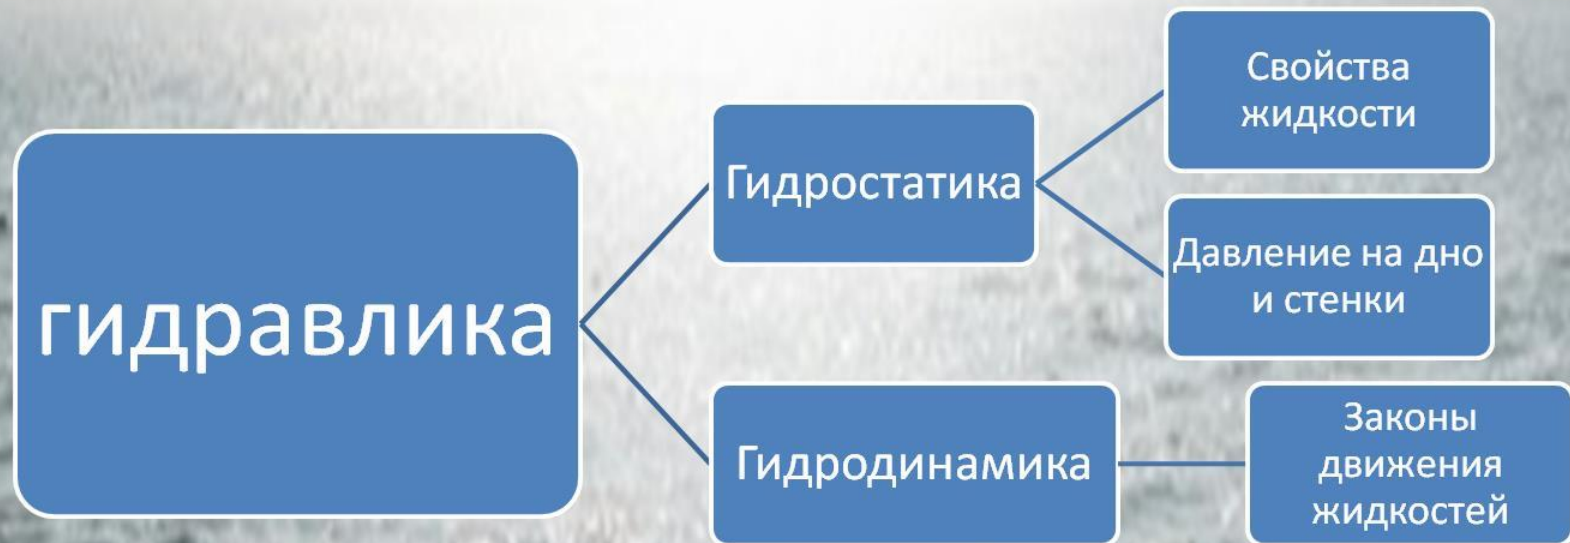 гидравлика
Гидростатика
Свойства
жидкости
Давление на дно
и стенки
Гидродинамика
Законы
движения
жидкостей